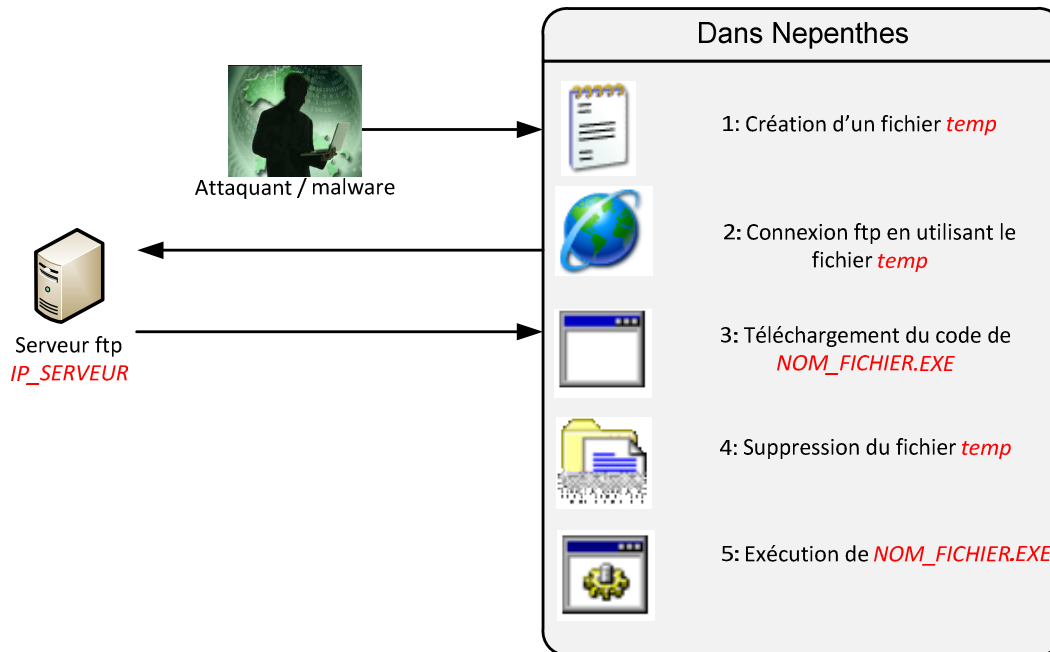 Dans Nepenthes
Attaquant / malware
1: Création d'un fichier temp
2: Connexion ftp en utilisant le
fichier temp
Serveur ftp
IP_SERVEUR
3: Téléchargement du code de
NOM_FICHIER.EXE
4: Suppression du fichier temp
5: Exécution de NOM_FICHIER.EXE